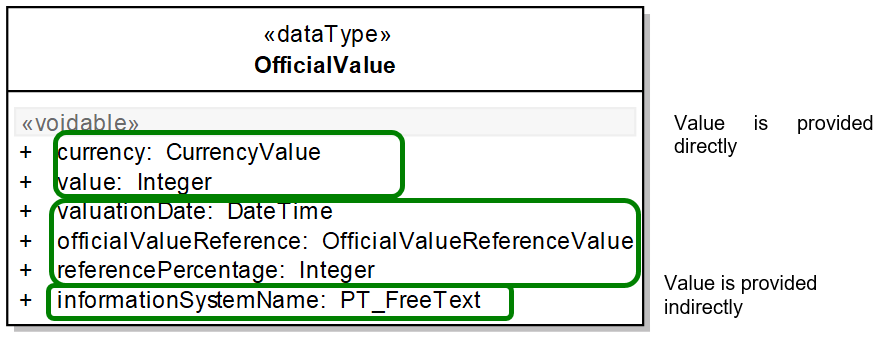 «dataType»
OfficialValue
«voidable»
+ currency: CurrencyValue
+ value: Integer
+ valuationDate: DateTime
+ officialValueReference: OfficialValueReferenceValue
+ referencePercentage: Integer
+ informationSystemName: PT_FreeText
Value is provided
directly
Value is provided
indirectly